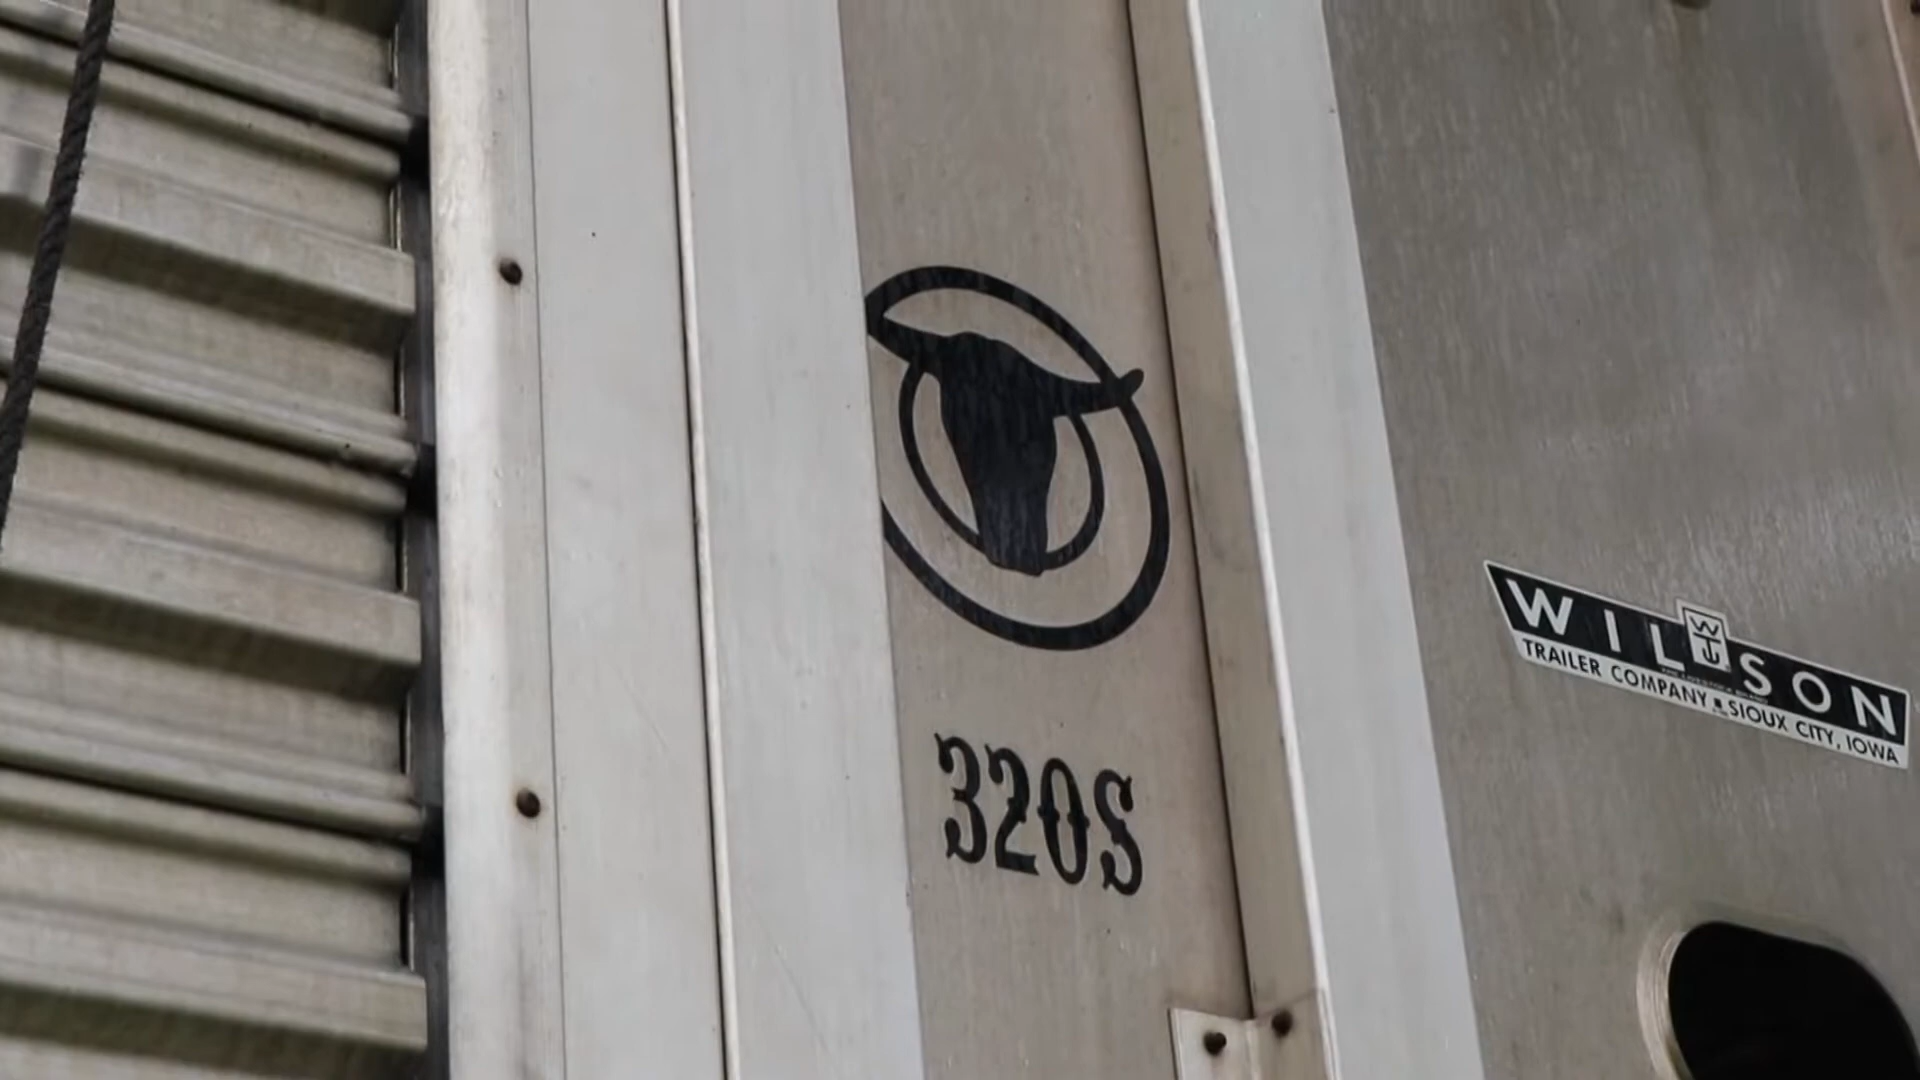 320S
WILSON
TRAILER COMPANY ▪ SIOUX CITY, IOWA